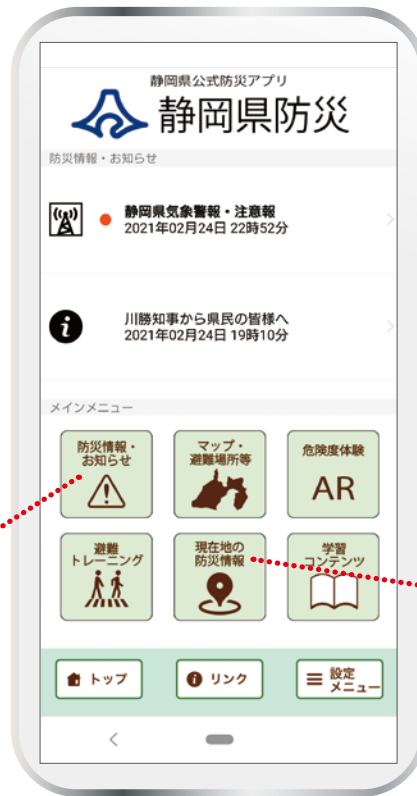 静岡県公式防災アプリ
静岡県防災
防災情報・お知らせ
静岡県気象警報・注意報
2021年02月24日 22時52分
川勝知事から県民の皆様へ
2021年02月24日 19時10分
メインメニュー
防災情報・
お知らせ
マップ・
避難場所等
危険度体験
AR
避難
トレーニング
現在地の
防災情報
学習
コンテンツ
トップ
リンク
設定
メニュー